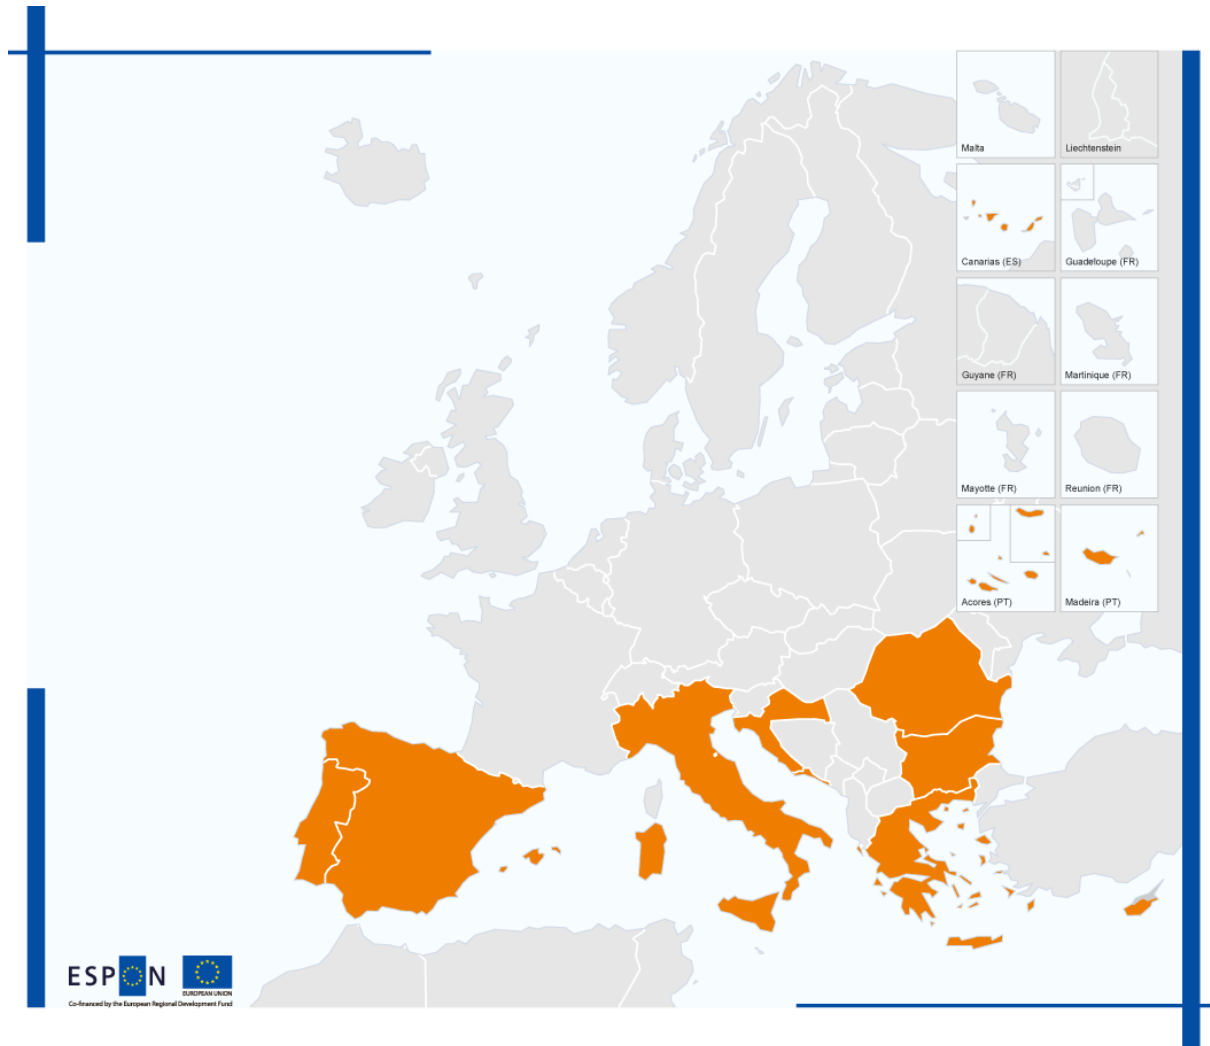 Malta
Liechtenstein
Canarias (ES)
Guadeloupe (FR)
Guyane (FR)
Martinique (FR)
Mayotte (FR)
Reunion (FR)
Acores (PT)
Madeira (PT)
ESPON
EUROPEAN UNION
Co-financed by the European Regional Development Fund